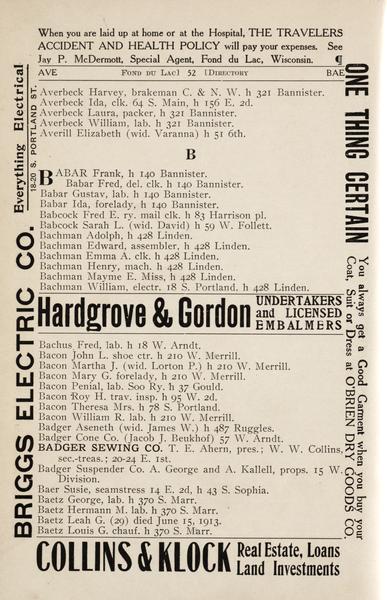 When you are laid up at home or at the Hospital, THE TRAVELERS
ACCIDENT AND HEALTH POLICY will pay your expenses. See
Jay P. McDermott, Special Agent, Fond du Lac, Wisconsin. ¶
AVE FOND DU LAC] 52 [DIRECTORY BAE
Averbeck Harvey, brakeman C. & N. W. h 321 Bannister.
Averbeck Ida, clk. 64 S. Main, h 156 E. 2d.
Averbeck Laura, packer, h 321 Bannister.
Averbeck William, lab. h 321 Bannister.
Averill Elizabeth (wid. Varanna) h 51 6th.
B
BABAR Frank, h 140 Bannister.
Babar Fred, del. clk. h 140 Bannister.
Babar Gustav, lab. h 140 Bannister.
Babar Ida, forelady, h 140 Bannister.
Babcock Fred E. ry. mail clk. h 83 Harrison pl.
Babcock Sarah L. (wid. David) h 59 W. Follett.
Bachman Adolph, h 428 Linden.
Bachman Edward, assembler, h 428 Linden.
Bachman Emma A. clk. h 428 Linden.
Bachman Henry, mach. h 428 Linden.
Bachman Mayme E. Miss, h 428 Linden.
Bachman William, electr. 18 S. Portland, h 428 Linden.
Hardgrove & Gordon UNDERTAKERS
and LICENSED
EMBALMERS
Bachus Fred, lab. h 18 W. Arndt.
Bacon John L. shoe ctr. h 210 W. Merrill.
Bacon Martha J. (wid. Lorton P.) h 210 W. Merrill.
Bacon Mary G. forelady, h 210 W. Merrill.
Bacon Penial, lab. Soo Ry. h 37 Gould.
Bacon Roy H. trav. insp. h 95 W. 2d.
Bacon Theresa Mrs. h 78 S. Portland.
Bacon William R. lab. h 210 W. Merrill.
Badger Aseneth (wid. James W.) h 487 Ruggles.
Badger Cone Co. (Jacob J. Beukhof) 57 W. Arndt.
BADGER SEWING CO. T. E. Ahern, pres.; W. W. Collins,
sec.-treas.; 20-24 E. 1st.
Badger Suspender Co. A. George and A. Kallell, props. 15 W.
Division.
Baer Susie, seamstress 14 E. 2d, h 43 S. Sophia.
Baetz George, lab. h 370 S. Marr.
Baetz Hermann M. lab. h 370 S. Marr.
Baetz Leah G. (29) died June 15, 1913.
Baetz Louis G. chauf. h 370 S. Marr.
COLLINS & KLOCK Real Estate, Loans
Land Investments
BRIGGS ELECTRIC CO. Everything Electrical
18-20 S. PORTLAND ST.
ONE THING CERTAIN
You always get a Good Garment when you buy your
Coat, Suit or Dress at O'BRIEN DRY GOODS CO.